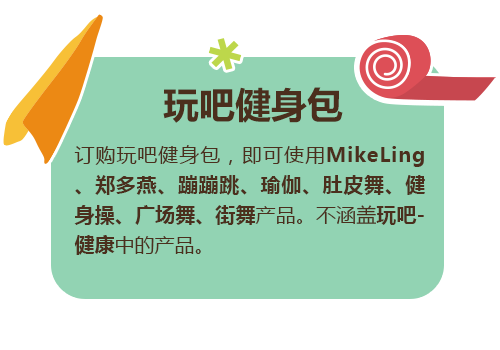 玩吧健身包
订购玩吧健身包，即可使用MikeLing
、郑多燕、蹦蹦跳、瑜伽、肚皮舞、健
身操、广场舞、街舞产品。不涵盖玩吧-
健康中的产品。